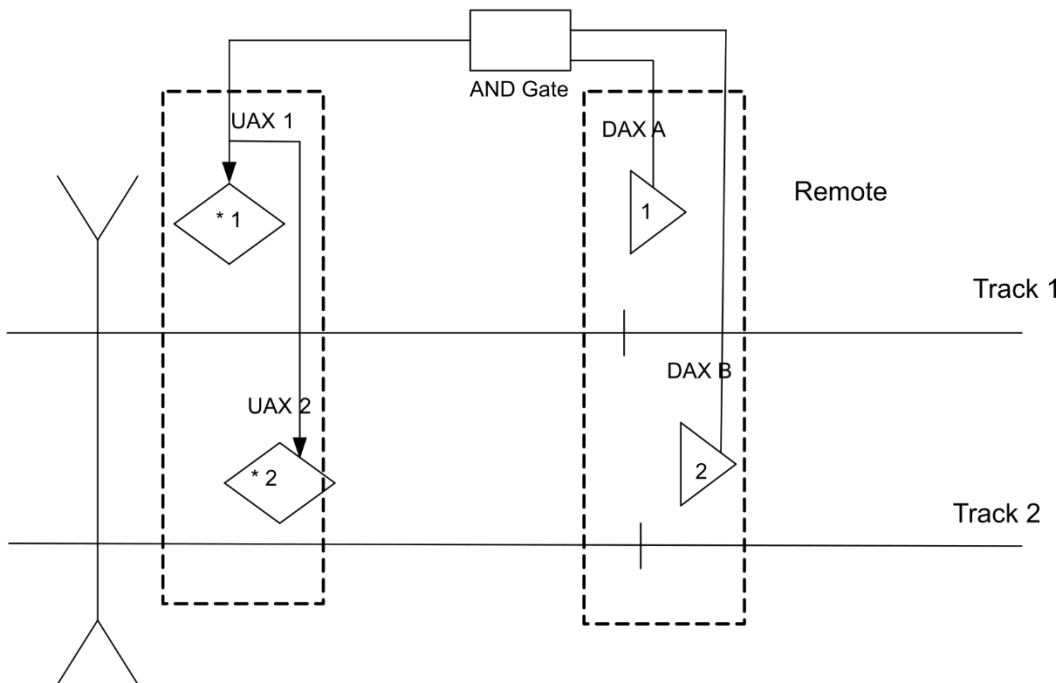 AND Gate
UAX 1
DAX A
* 1
1
Remote
Track 1
DAX B
UAX 2
* 2
2
Track 2